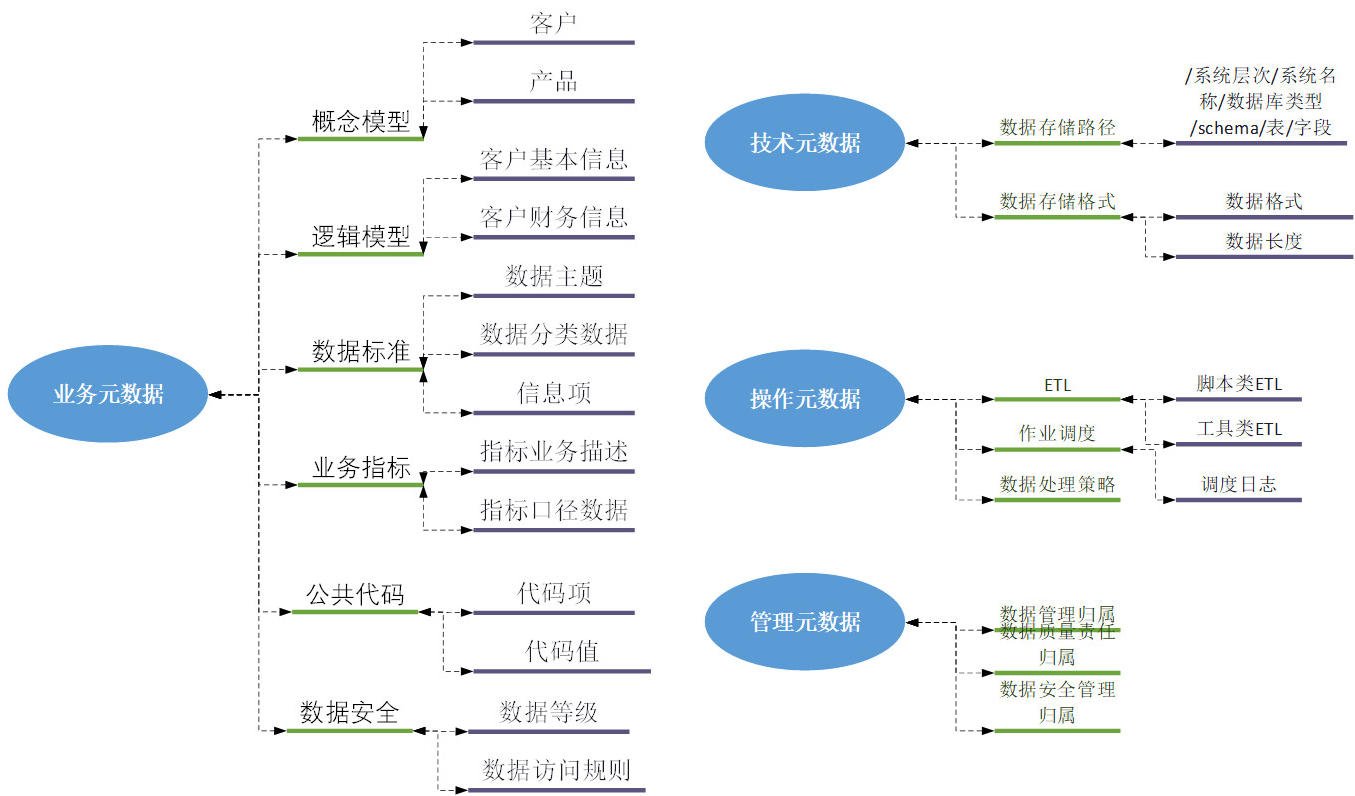 业务元数据
概念模型
客户
产品
逻辑模型
客户基本信息
客户财务信息
数据标准
数据主题
数据分类数据
信息项
业务指标
指标业务描述
指标口径数据
公共代码
代码项
代码值
数据安全
数据等级
数据访问规则
技术元数据
数据存储路径
/系统层次/系统名
称/数据库类型
/schema/表/字段
数据存储格式
数据格式
数据长度
操作元数据
ETL
脚本类ETL
工具类ETL
作业调度
调度日志
数据处理策略
管理元数据
数据管理归属
数据质量责任
归属
数据安全管理
归属